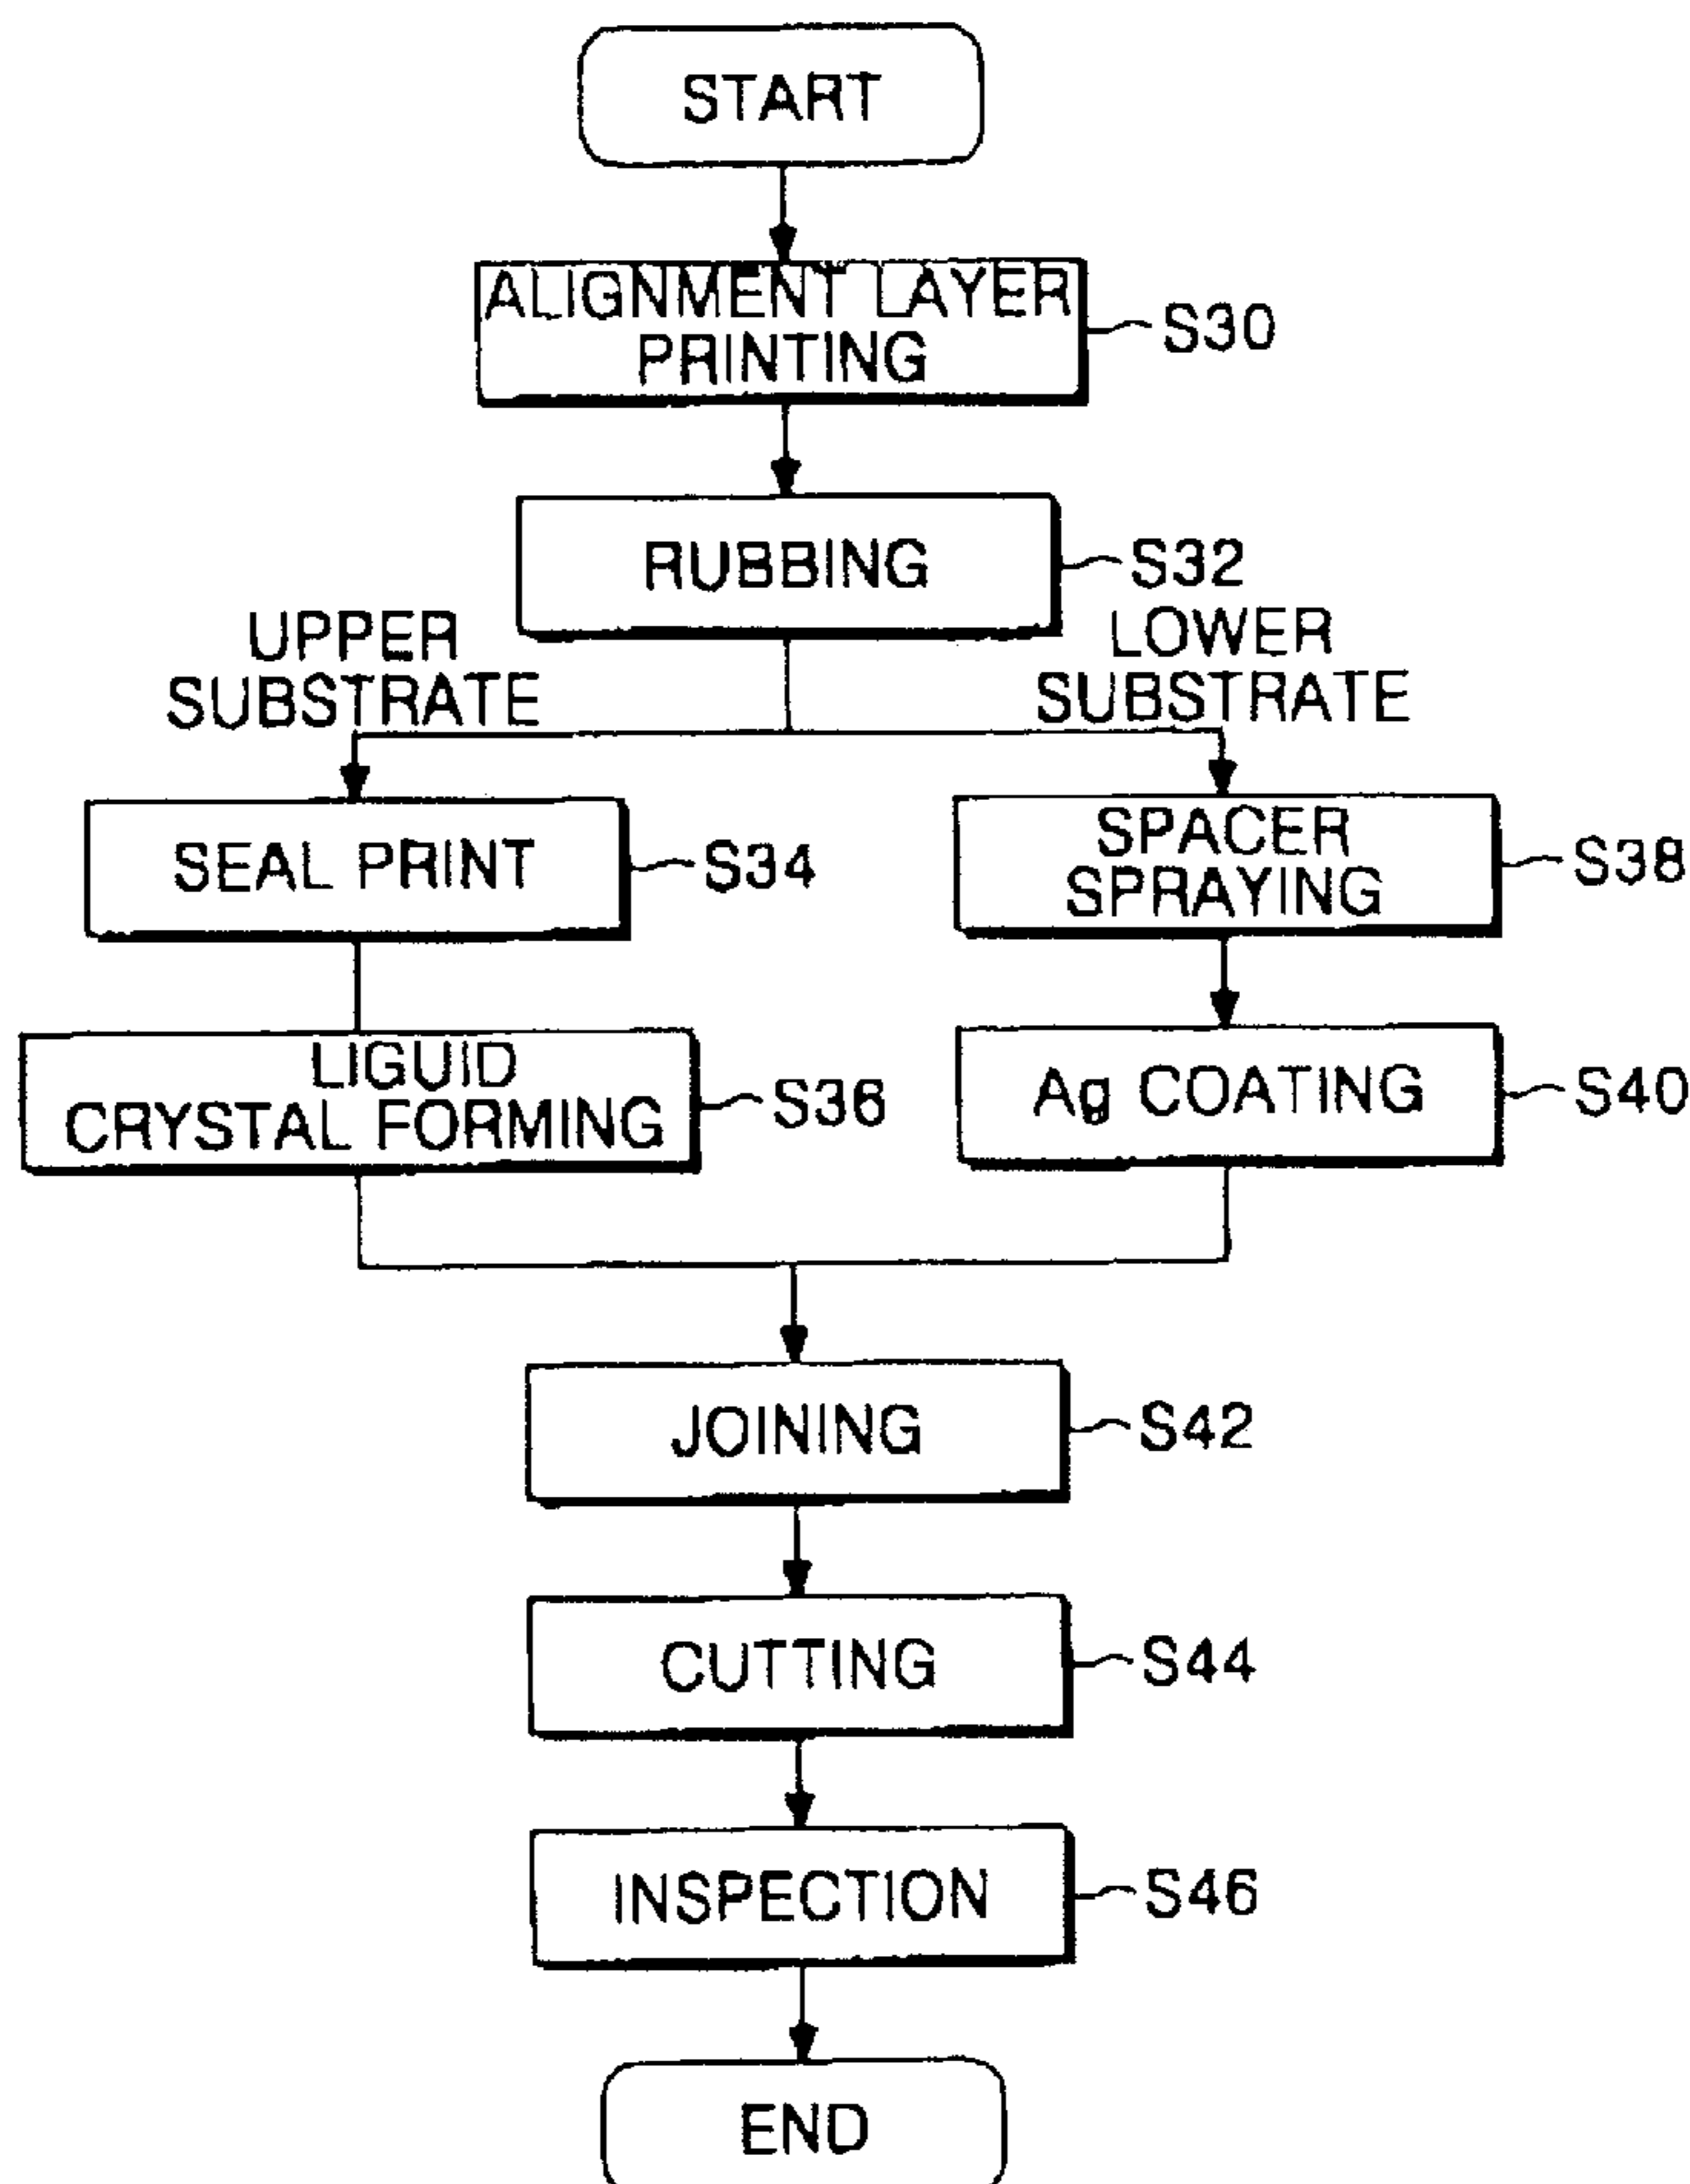 START
ALIGNMENT LAYER
PRINTING
S30
RUBBING
S32
UPPER
SUBSTRATE
LOWER
SUBSTRATE
SEAL PRINT
S34
SPACER
SPRAYING
S38
LIGUID
CRYSTAL FORMING
S36
Ag COATING
S40
JOINING
S42
CUTTING
S44
INSPECTION
S46
END